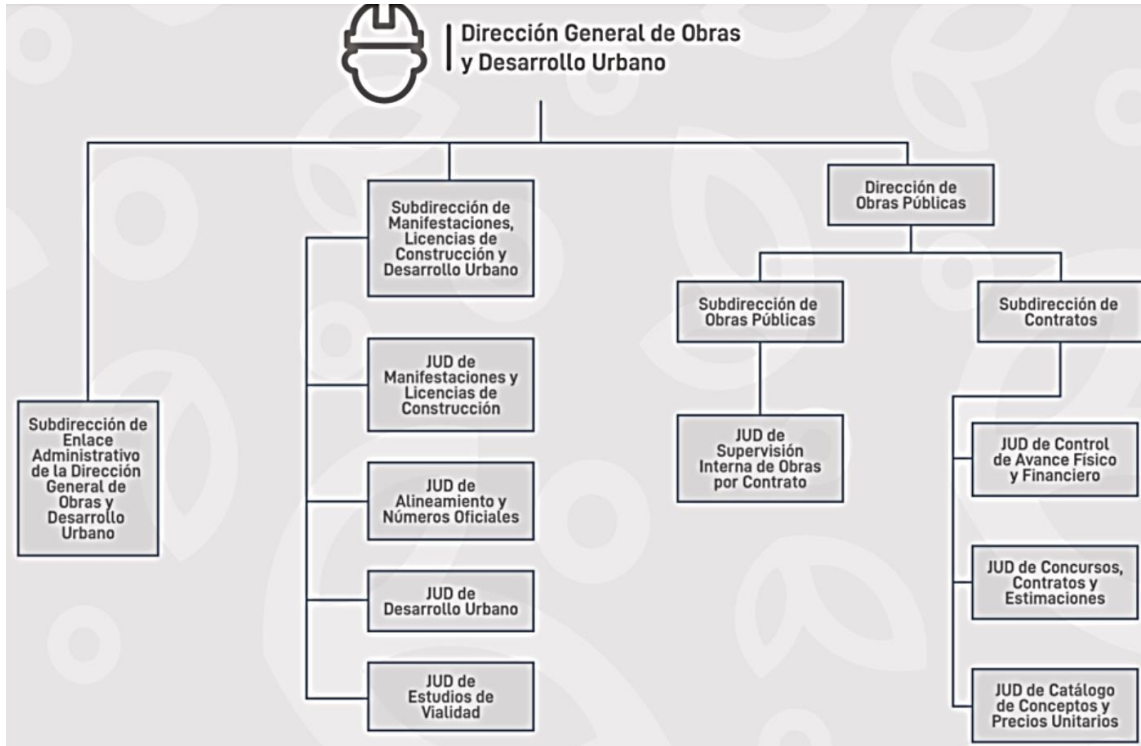 Dirección General de Obras
y Desarrollo Urbano
Subdirección de
Enlace
Administrativo
de la Dirección
General de
Obras y
Desarrollo
Urbano
Subdirección de
Manifestaciones,
Licencias de
Construcción y
Desarrollo Urbano
JUD de
Manifestaciones y
Licencias de
Construcción
JUD de
Alineamiento y
Números Oficiales
JUD de
Desarrollo Urbano
JUD de
Estudios de
Vialidad
Dirección de
Obras Públicas
Subdirección de
Obras Públicas
JUD de
Supervisión
Interna de Obras
por Contrato
Subdirección de
Contratos
JUD de Control
de Avance Físico
y Financiero
JUD de Concursos,
Contratos y
Estimaciones
JUD de Catálogo
de Conceptos y
Precios Unitarios